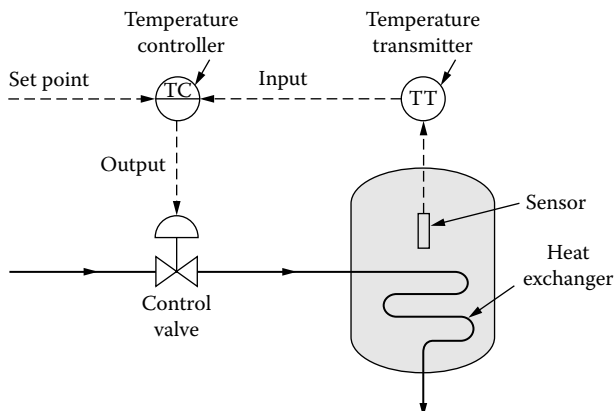 Temperature
controller
Temperature
transmitter
Set point
TC
Input
TT
Output
Sensor
Heat
exchanger
Control
valve